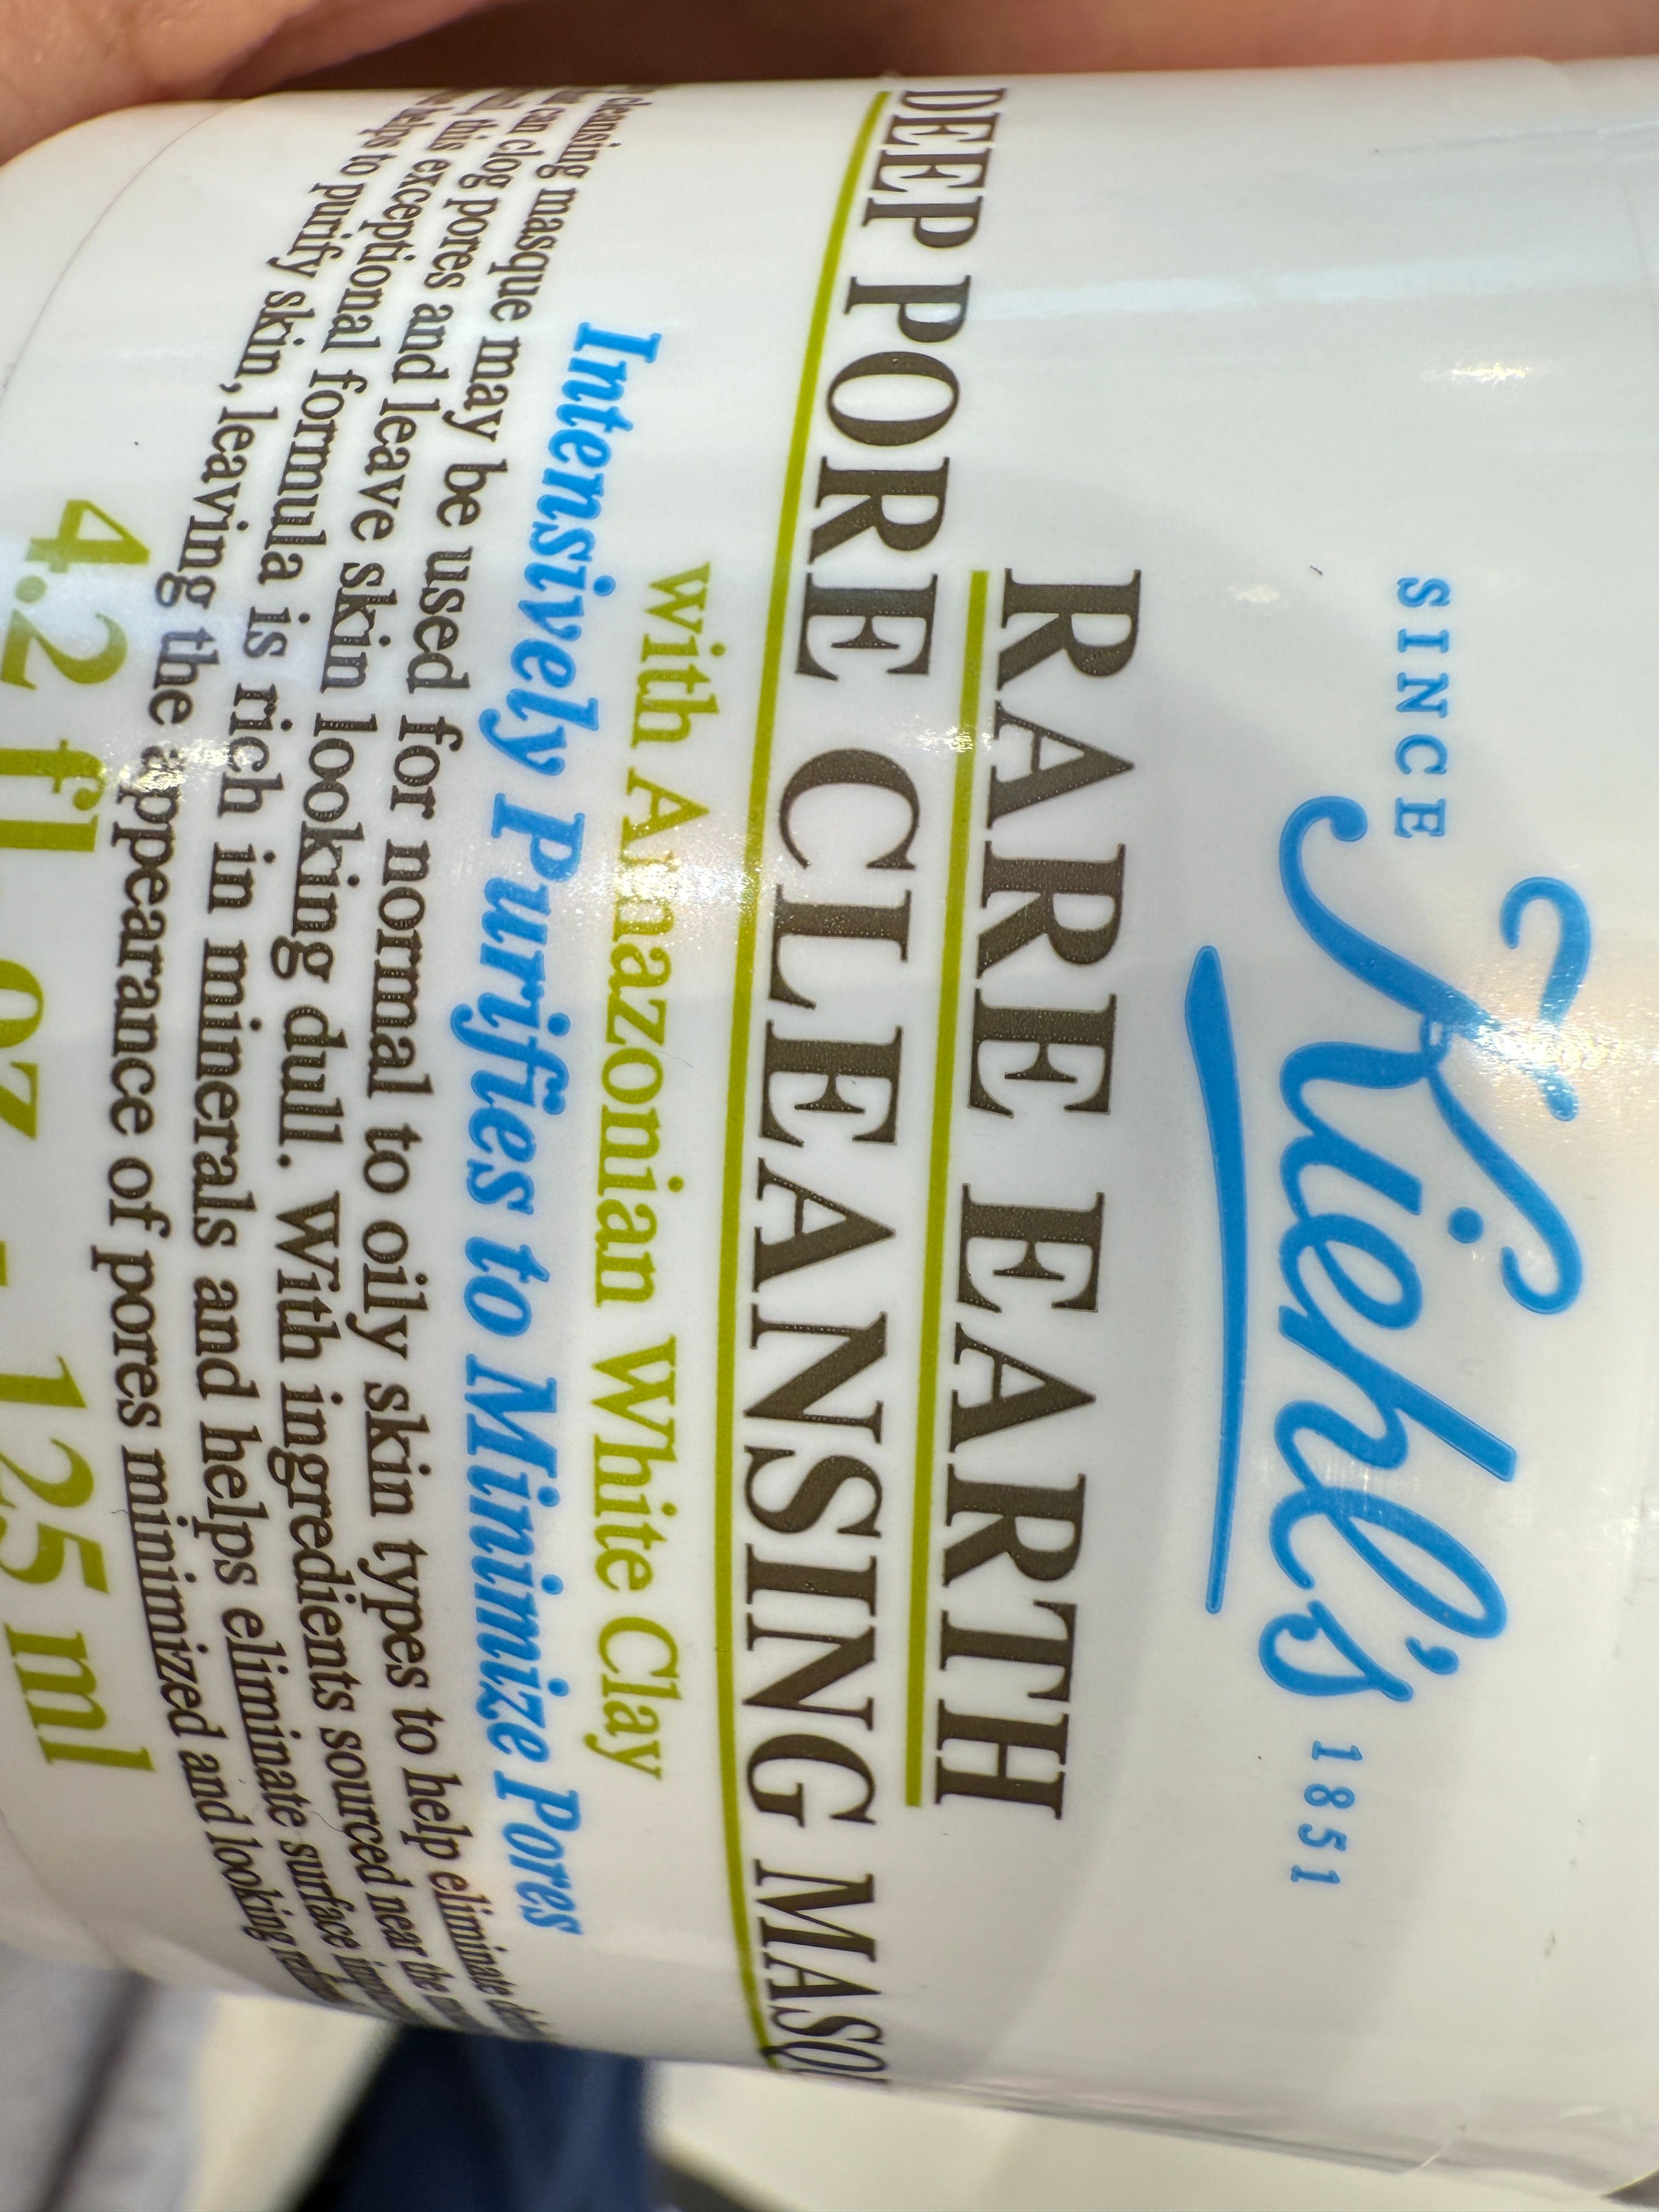 SINCE Kiehl's 1851
RARE EARTH
DEEP PORE CLEANSING
with Amazonian White Clay
Intensively Purifies to Minimize Pores
cleansing masque may be used for normal to oily skin types to help eliminate
can clog pores and leave skin looking dull. With ingredients sourced near the
this exceptional formula is rich in minerals and helps eliminate surface
helps to purify skin, leaving the appearance of pores minimized and looking
4.2 fl. oz. - 125 ml